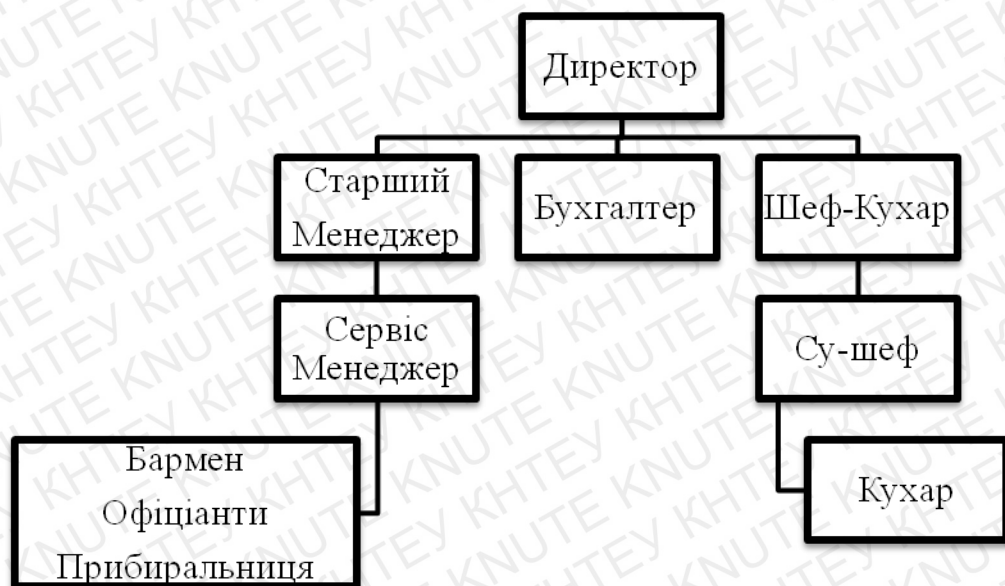 Директор
Старший
Менеджер
Бухгалтер
Шеф-Кухар
Сервіс
Менеджер
Су-шеф
Бармен
Офіціанти
Прибиральниця
Кухар